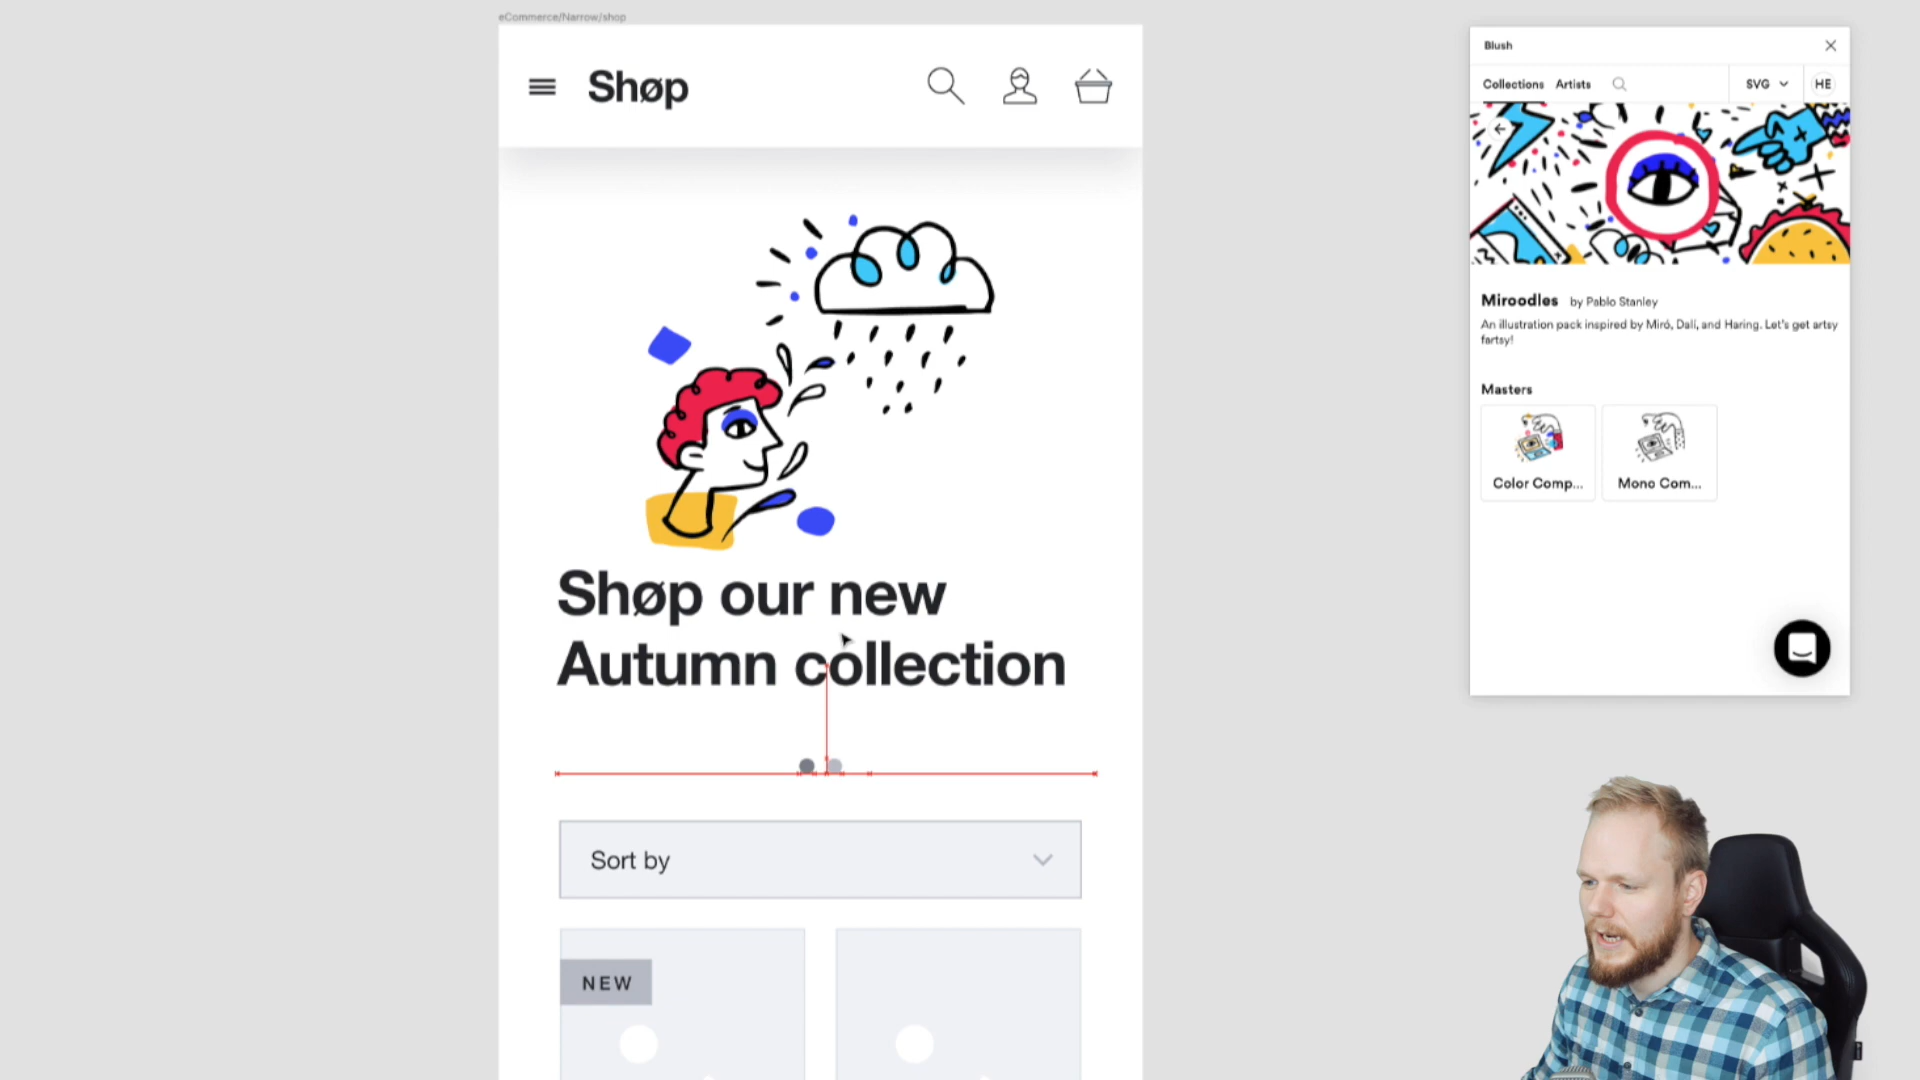 eCommerce/Narrow/shop
Shøp
Shøp our new
Autumn collection
Sort by
NEW
Blush
Collections Artists SVG HE
Miroodles by Pablo Stanley
An illustration pack inspired by Miró, Dalí, and Haring. Let's get artsy
fartsy!
Masters
Color Comp... Mono Com...